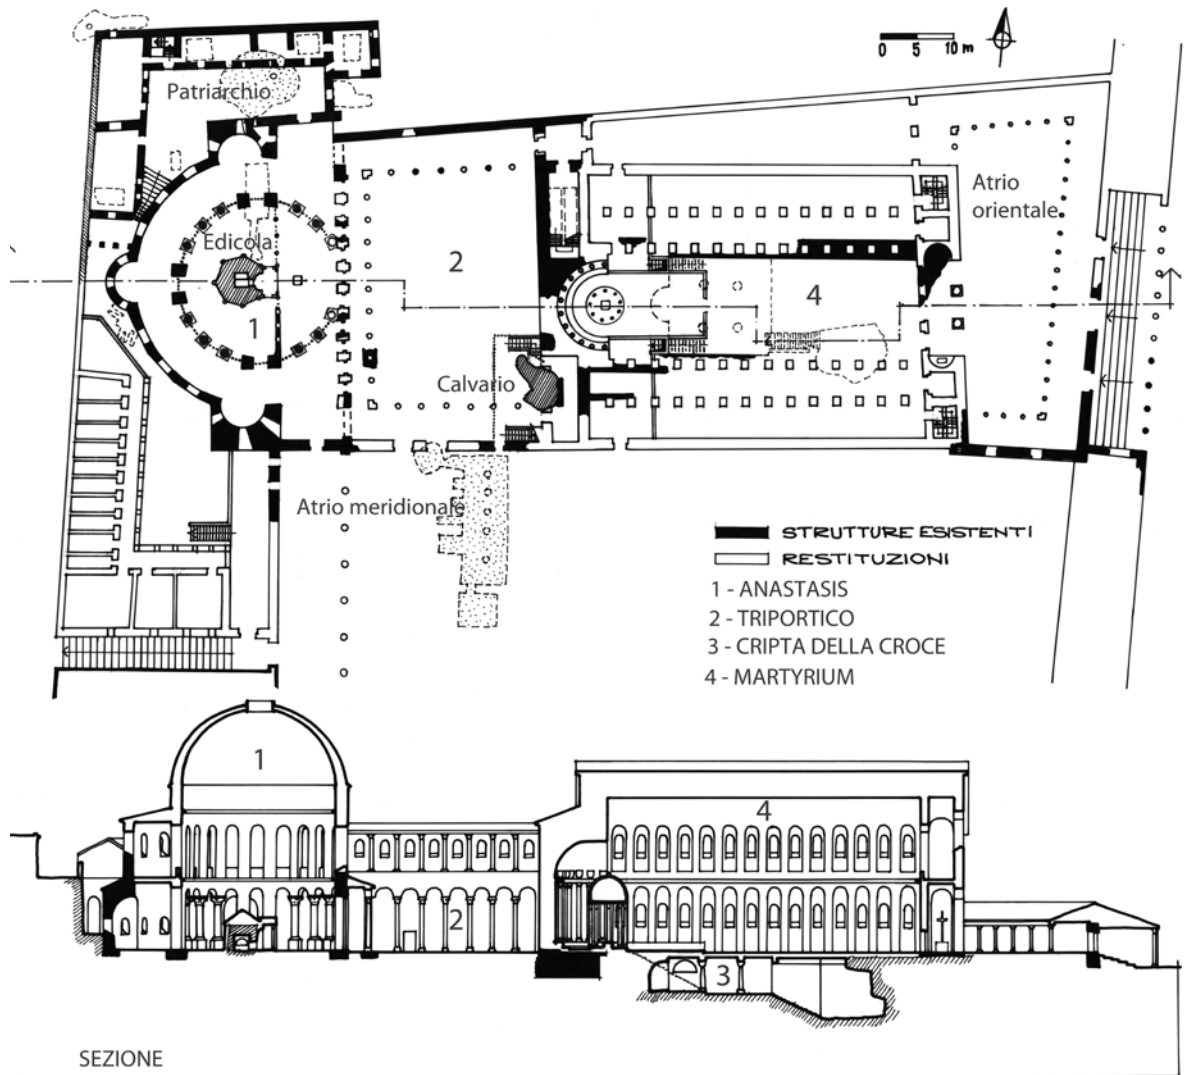 0 5 10 m
Patriarchio
Atrio
orientale
Edicola
2
4
1
Calvario
Atrio meridionale
STRUTTURE ESISTENTI
RESTITUZIONI
1 - ANASTASIS
2 - TRIPORTICO
3 - CRIPTA DELLA CROCE
4 - MARTYRIUM
1
4
2
3
SEZIONE